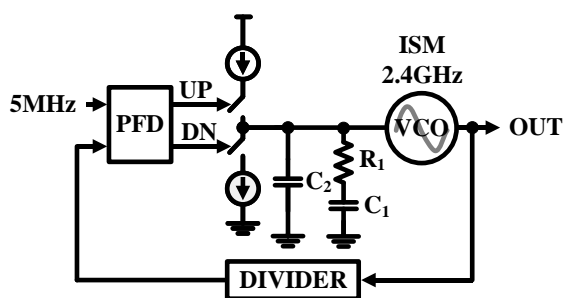 ISM
2.4GHz
UP
5MHz
PFD
VCO
OUT
DN
R1
C2
C1
DIVIDER